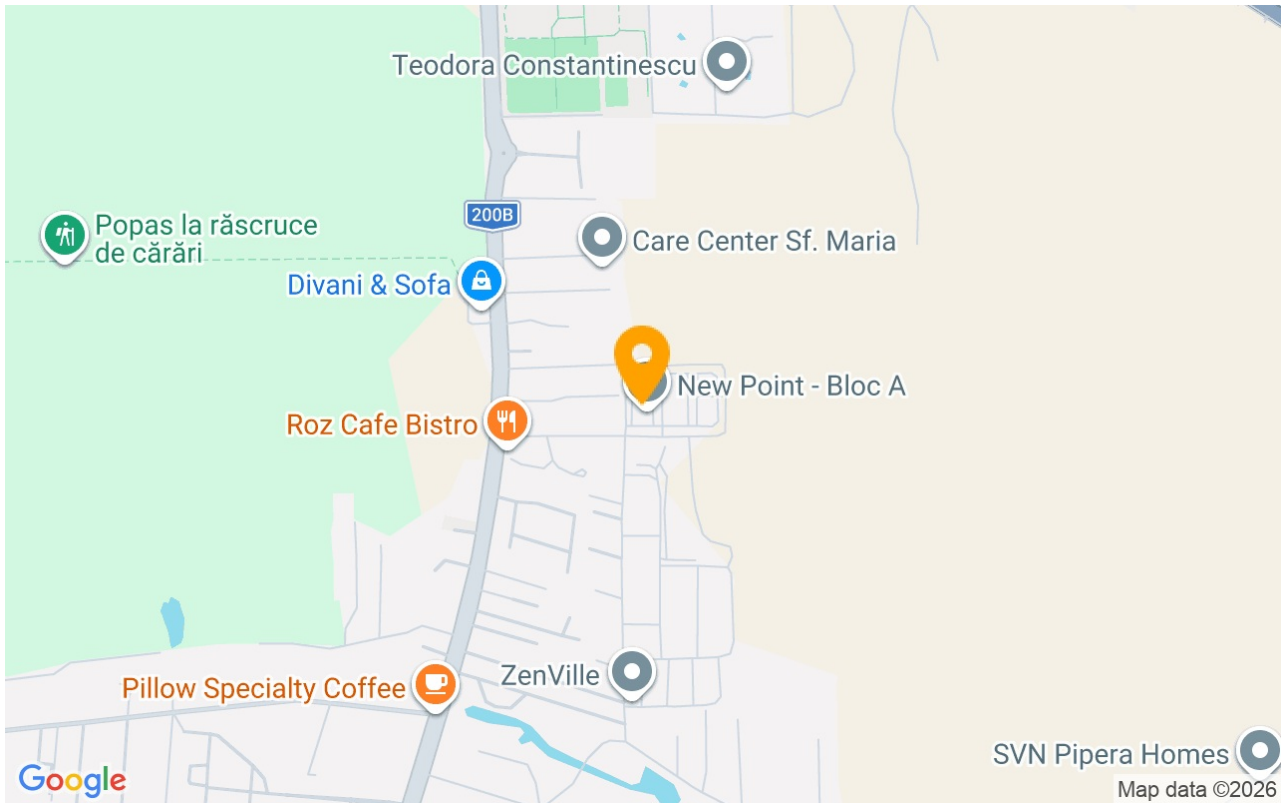 Teodora Constantinescu
200B
Popas la răscruce
de cărări
Care Center Sf. Maria
Divani & Sofa
New Point - Bloc A
Roz Cafe Bistro
ZenVille
Pillow Specialty Coffee
SVN Pipera Homes
Google
Map data ©2026